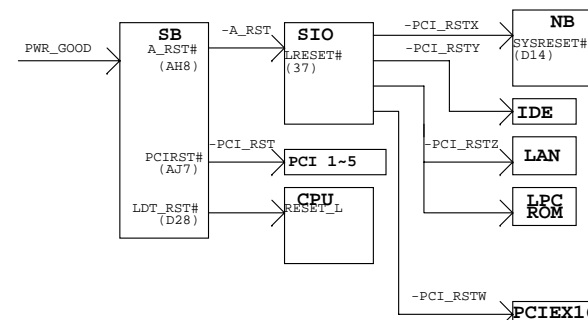 SB
-A_RST
SIO
-PCI_RSTX
NB
PWR_GOOD
A_RST#
(AH8)
LRESET#
(37)
-PCI_RSTY
SYSRESET#
(D14)
IDE
PCIRST#
(AJ7)
-PCI_RST
PCI 1~5
-PCI_RSTZ
LAN
LDT_RST#
(D28)
CPU
RESET_L
LPC
ROM
-PCI_RSTW
PCIEX1